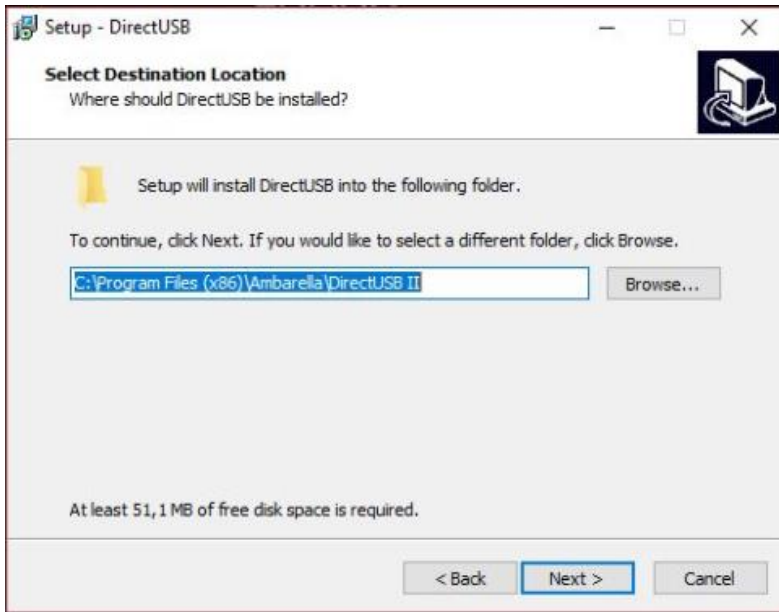 Setup - DirectUSB
Select Destination Location
Where should DirectUSB be installed?
Setup will install DirectUSB into the following folder.
To continue, click Next. If you would like to select a different folder, click Browse.
C:\Program Files (x86)\Ambarella\DirectUSB II
Browse...
At least 51,1 MB of free disk space is required.
< Back
Next >
Cancel